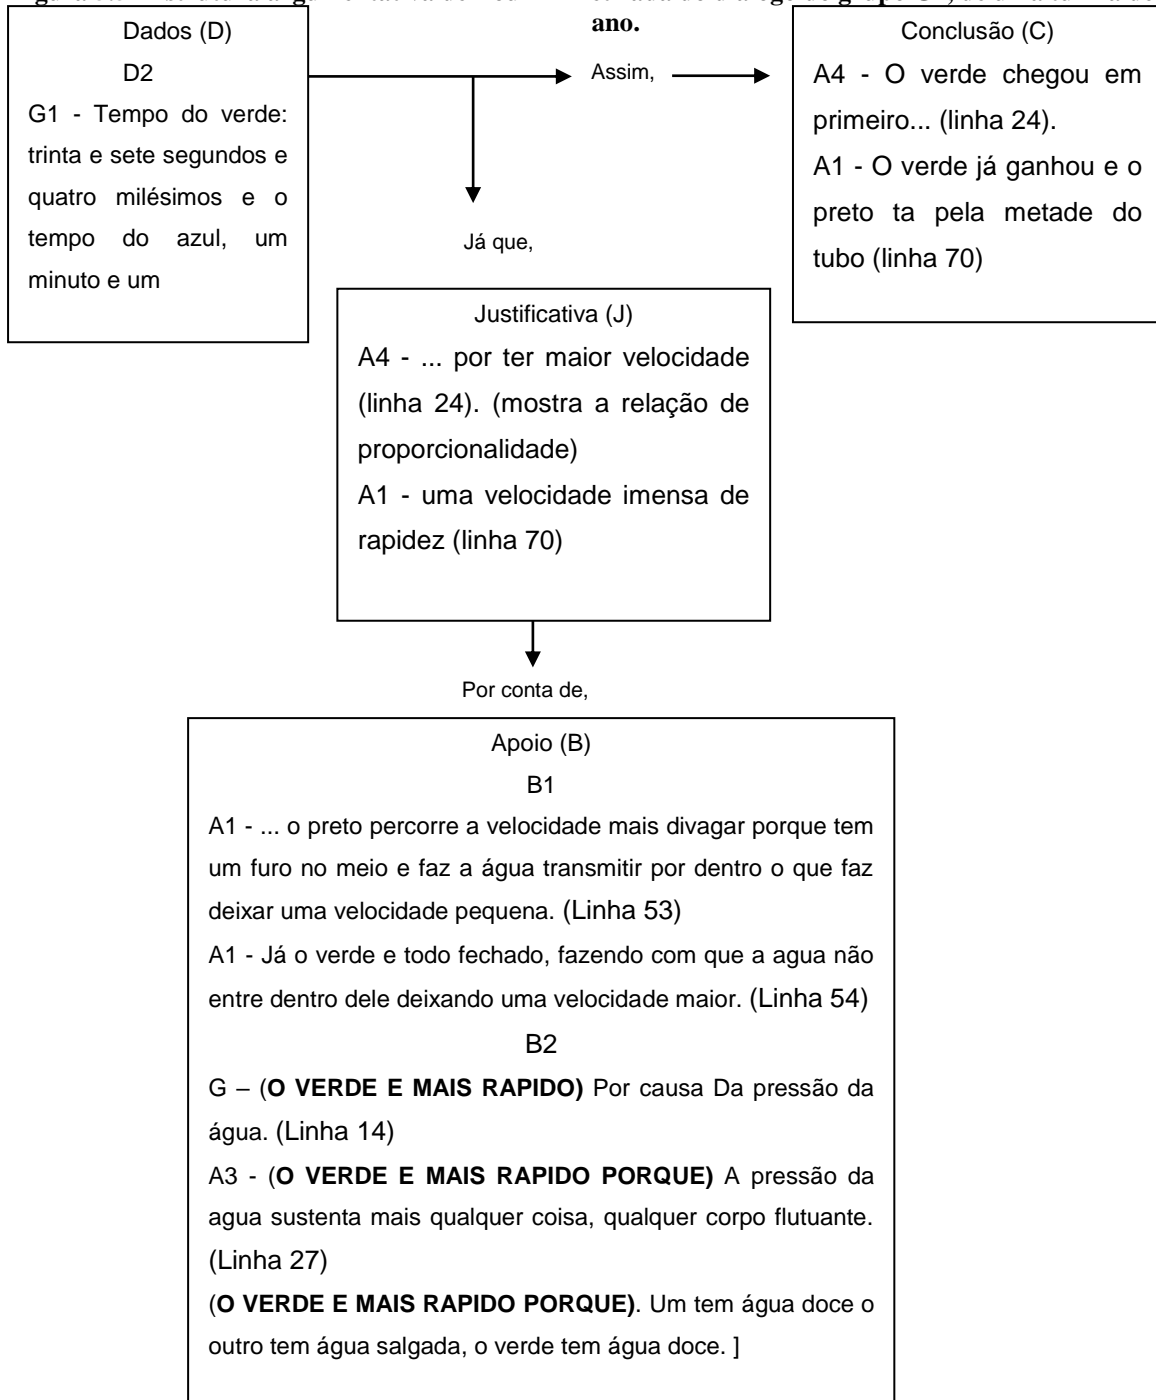 ano.
Dados (D)
D2
G1 - Tempo do verde:
trinta e sete segundos e
quatro milésimos e o
tempo do azul, um
minuto e um
Assim,
Conclusão (C)
A4 - O verde chegou em
primeiro... (linha 24).
A1 - O verde já ganhou e o
preto ta pela metade do
tubo (linha 70)
Já que,
Justificativa (J)
A4 - ... por ter maior velocidade
(linha 24). (mostra a relação de
proporcionalidade)
A1 - uma velocidade imensa de
rapidez (linha 70)
Por conta de,
Apoio (B)
B1
A1 - ... o preto percorre a velocidade mais divagar porque tem
um furo no meio e faz a água transmitir por dentro o que faz
deixar uma velocidade pequena. (Linha 53)
A1 - Já o verde e todo fechado, fazendo com que a agua não
entre dentro dele deixando uma velocidade maior. (Linha 54)
B2
G – (O VERDE E MAIS RAPIDO) Por causa Da pressão da
água. (Linha 14)
A3 - (O VERDE E MAIS RAPIDO PORQUE) A pressão da
agua sustenta mais qualquer coisa, qualquer corpo flutuante.
(Linha 27)
(O VERDE E MAIS RAPIDO PORQUE). Um tem água doce o
outro tem água salgada, o verde tem água doce. ]